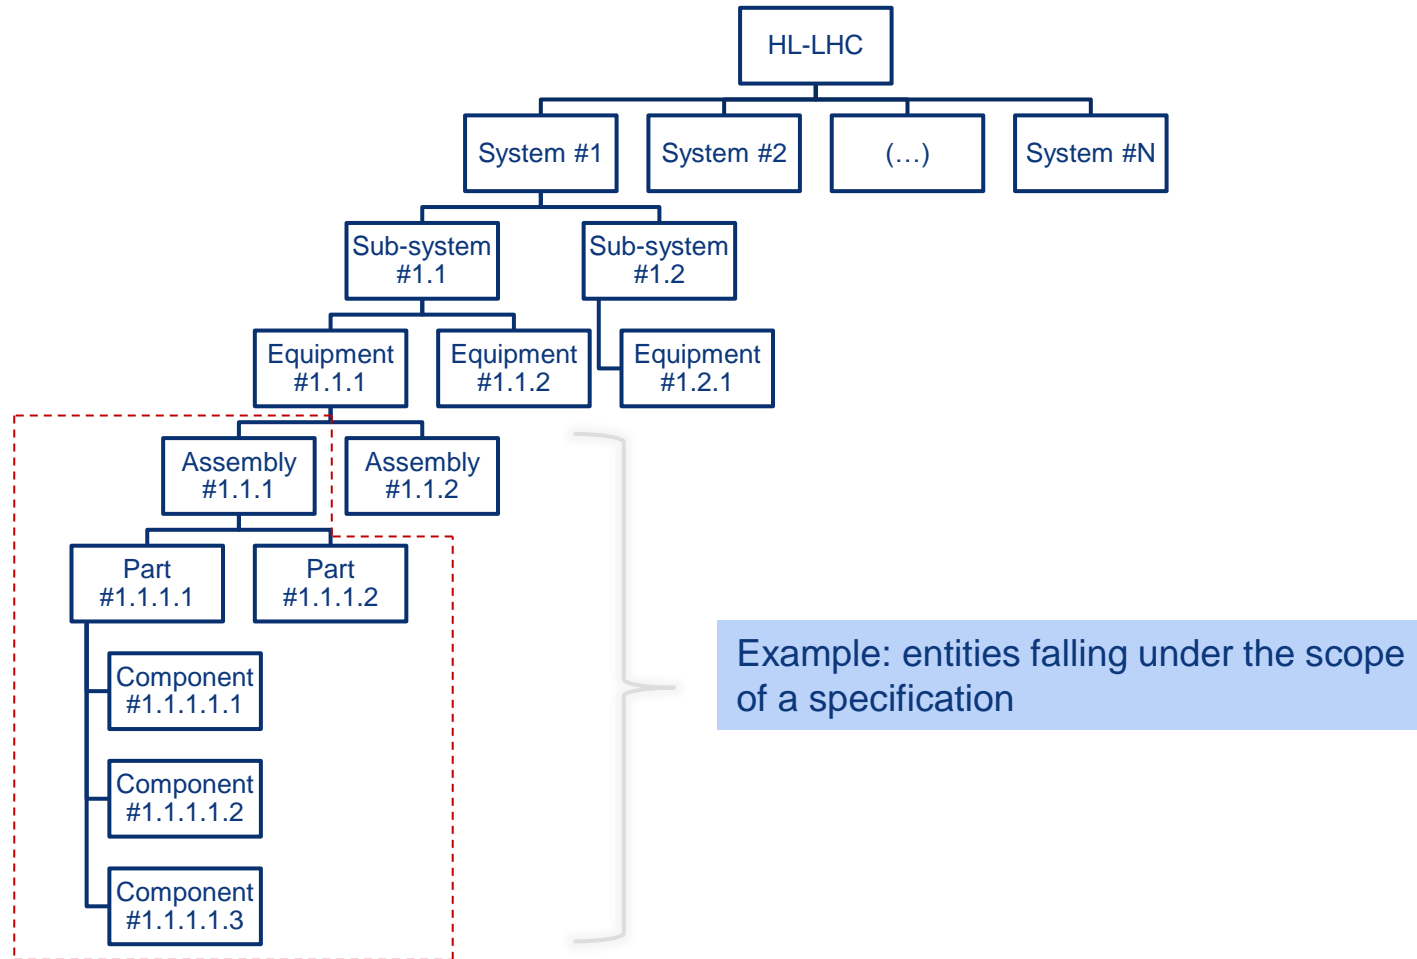 HL-LHC
System #1
System #2
(…)
System #N
Sub-system
#1.1
Sub-system
#1.2
Equipment
#1.1.1
Equipment
#1.1.2
Equipment
#1.2.1
Assembly
#1.1.1
Assembly
#1.1.2
Part
#1.1.1.1
Part
#1.1.1.2
Component
#1.1.1.1.1
Component
#1.1.1.1.2
Component
#1.1.1.1.3
Example: entities falling under the scope
of a specification